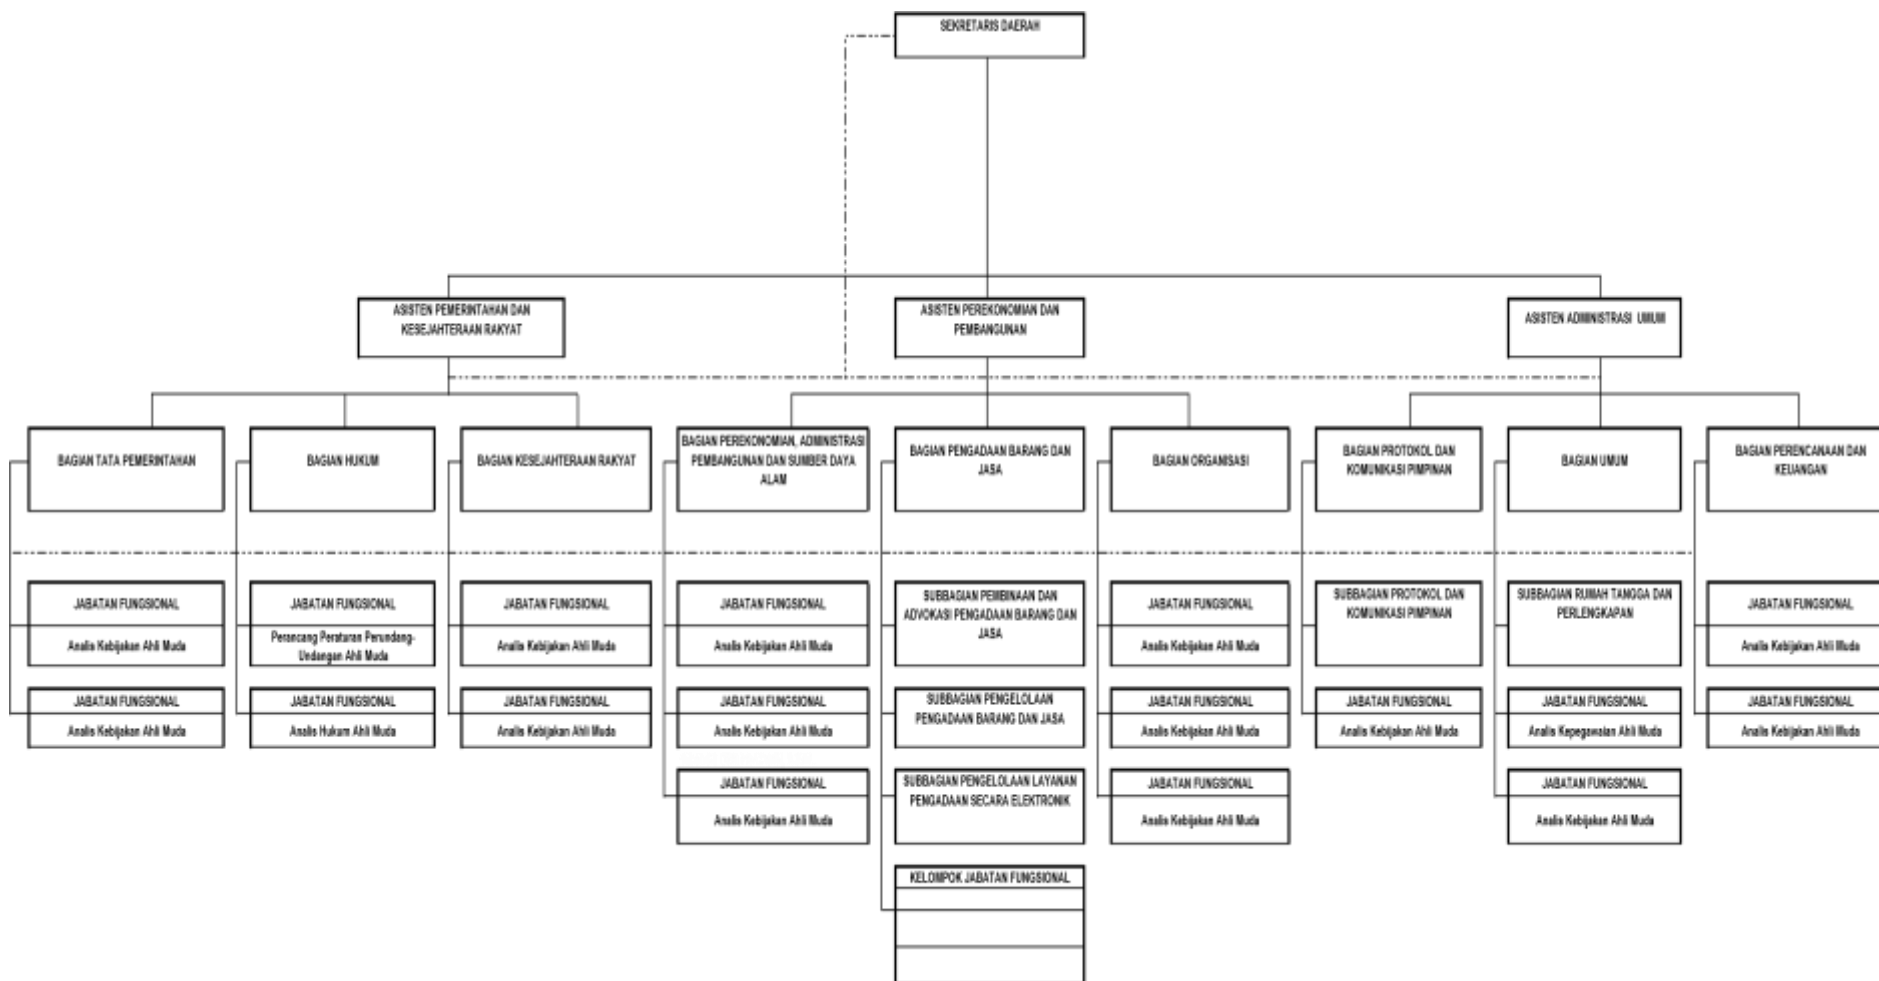 SEKRETARIS DAERAH
ASISTEN PEMERINTAHAN DAN
KESEJAHTERAAN RAKYAT
ASISTEN PEREKONOMIAN DAN
PEMBANGUNAN
ASISTEN ADMINISTRASI UMUM
BAGIAN TATA PEMERINTAHAN
BAGIAN HUKUM
BAGIAN KESEJAHTERAAN RAKYAT
BAGIAN PEREKONOMIAN, ADMINISTRASI
PEMBANGUNAN DAN SUMBER DAYA
ALAM
BAGIAN PENGADAAN BARANG DAN
JASA
BAGIAN ORGANISASI
BAGIAN PROTOKOL DAN
KOMUNIKASI PIMPINAN
BAGIAN UMUM
BAGIAN PERENCANAAN DAN
KEUANGAN
JABATAN FUNGSIONAL
Analis Kebijakan Ahli Muda
JABATAN FUNGSIONAL
Perancang Peraturan Perundang-
Undangan Ahli Muda
JABATAN FUNGSIONAL
Analis Kebijakan Ahli Muda
JABATAN FUNGSIONAL
Analis Kebijakan Ahli Muda
SUBBAGIAN PEMBINAAN DAN
ADVOKASI PENGADAAN BARANG DAN
JASA
JABATAN FUNGSIONAL
Analis Kebijakan Ahli Muda
SUBBAGIAN PROTOKOL DAN
KOMUNIKASI PIMPINAN
SUBBAGIAN RUMAH TANGGA DAN
PERLENGKAPAN
JABATAN FUNGSIONAL
Analis Kebijakan Ahli Muda
JABATAN FUNGSIONAL
Analis Kebijakan Ahli Muda
JABATAN FUNGSIONAL
Analis Hukum Ahli Muda
JABATAN FUNGSIONAL
Analis Kebijakan Ahli Muda
JABATAN FUNGSIONAL
Analis Kebijakan Ahli Muda
SUBBAGIAN PENGELOLAAN
PENGADAAN BARANG DAN JASA
JABATAN FUNGSIONAL
Analis Kebijakan Ahli Muda
JABATAN FUNGSIONAL
Analis Kebijakan Ahli Muda
JABATAN FUNGSIONAL
Analis Kepegawaian Ahli Muda
JABATAN FUNGSIONAL
Analis Kebijakan Ahli Muda
JABATAN FUNGSIONAL
Analis Kebijakan Ahli Muda
SUBBAGIAN PENGELOLAAN LAYANAN
PENGADAAN SECARA ELEKTRONIK
JABATAN FUNGSIONAL
Analis Kebijakan Ahli Muda
JABATAN FUNGSIONAL
Analis Kebijakan Ahli Muda
KELOMPOK JABATAN FUNGSIONAL